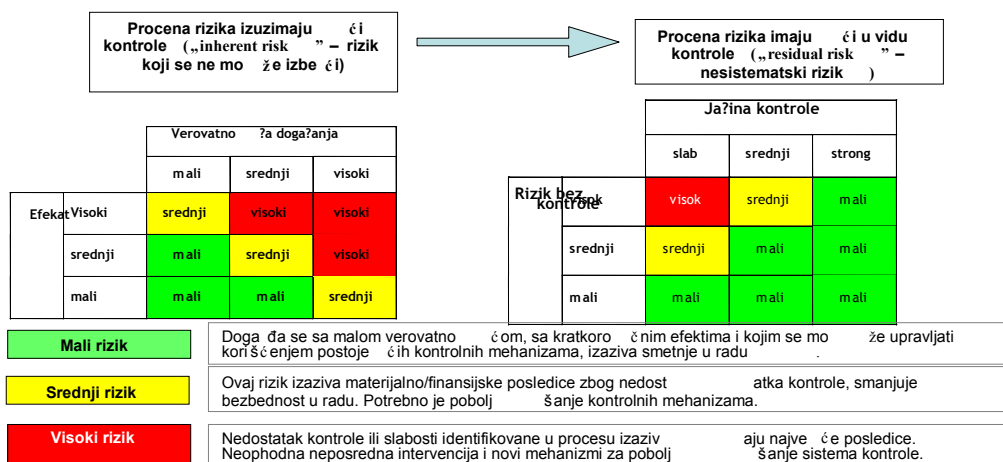 Procena rizika izuzimaju ći
kontrole („inherent risk ” – rizik
koji se ne mo že izbe ći)
Procena rizika imaju ći u vidu
kontrole („residual risk ” –
nesistematski rizik )
Verovatno ?a doga?anja
mali srednji visoki
Efekat Visoki srednji visoki visoki
srednji mali srednji visoki
mali mali mali srednji
Ja?ina kontrole
slab srednji strong
Rizik bez
kontrole
visok visok srednji mali
srednji srednji mali mali
mali mali mali mali
Mali rizik
Doga đa se sa malom verovatno ćom, sa kratkoro čnim efektima i kojim se mo že upravljati
kori šćenjem postoje ćih kontrolnih mehanizama, izaziva smetnje u radu .
Srednji rizik
Ovaj rizik izaziva materijalno/finansijske posledice zbog nedost atka kontrole, smanjuje
bezbednost u radu. Potrebno je pobolj šanje kontrolnih mehanizama.
Visoki rizik
Nedostatak kontrole ili slabosti identifikovane u procesu izaziv aju najve će posledice.
Neophodna neposredna intervencija i novi mehanizmi za pobolj šanje sistema kontrole.